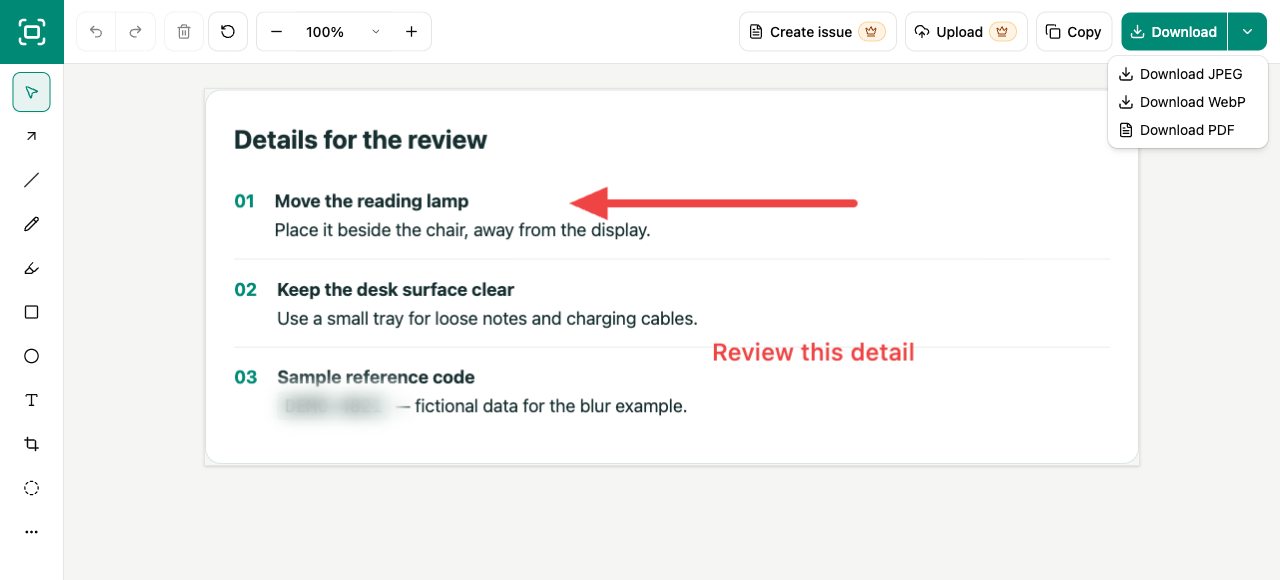 100%
Create issue
Upload
Copy
Download
Download JPEG
Download WebP
Download PDF
Details for the review
01 Move the reading lamp
Place it beside the chair, away from the display.
02 Keep the desk surface clear
Use a small tray for loose notes and charging cables.
Review this detail
03 Sample reference code
— fictional data for the blur example.